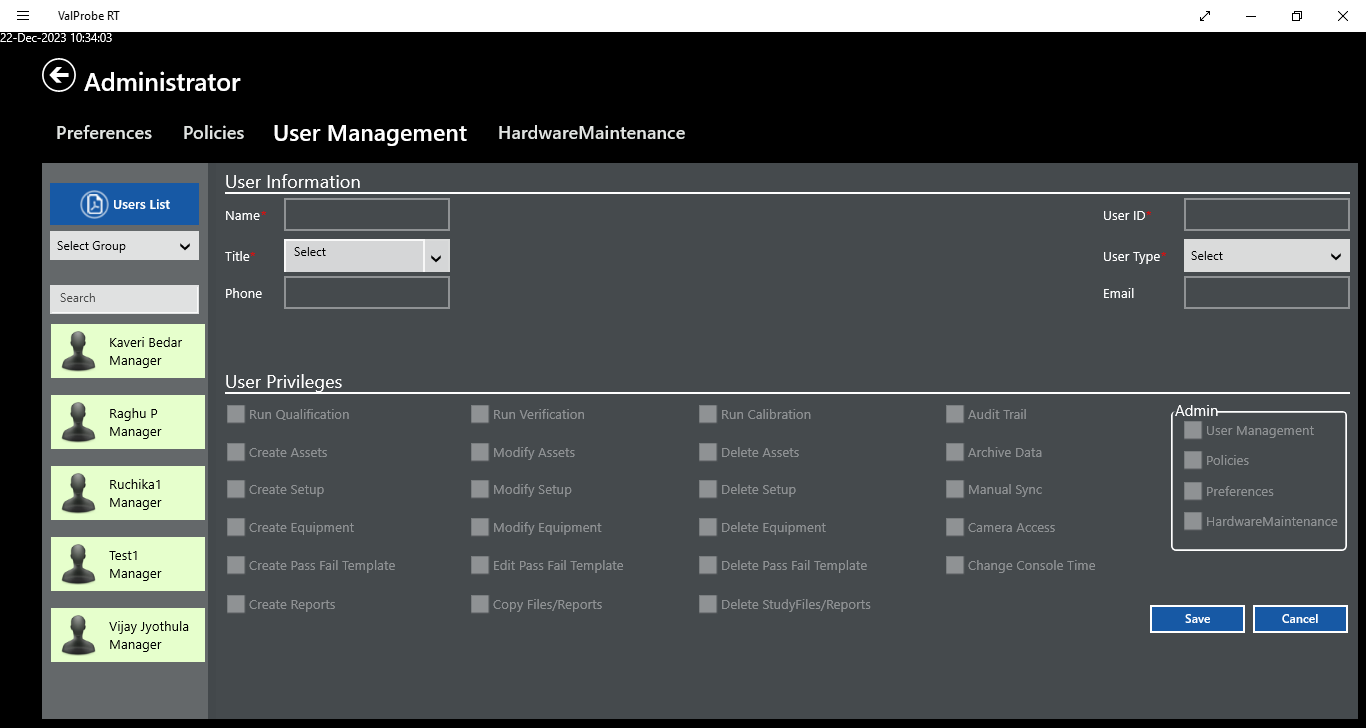 ValProbe RT
22-Dec-2023 10:34:03
Administrator
Preferences Policies User Management HardwareMaintenance
Users List
Select Group
Search
Kaveri Bedar
Manager
Raghu P
Manager
Ruchika1
Manager
Test1
Manager
Vijay Jyothula
Manager
User Information
Name* User ID*
Title* Select User Type* Select
Phone Email
User Privileges
Run Qualification Run Verification Run Calibration Audit Trail
Create Assets Modify Assets Delete Assets Archive Data
Create Setup Modify Setup Delete Setup Manual Sync
Create Equipment Modify Equipment Delete Equipment Camera Access
Create Pass Fail Template Edit Pass Fail Template Delete Pass Fail Template Change Console Time
Create Reports Copy Files/Reports Delete StudyFiles/Reports
Admin
User Management
Policies
Preferences
HardwareMaintenance
Save Cancel